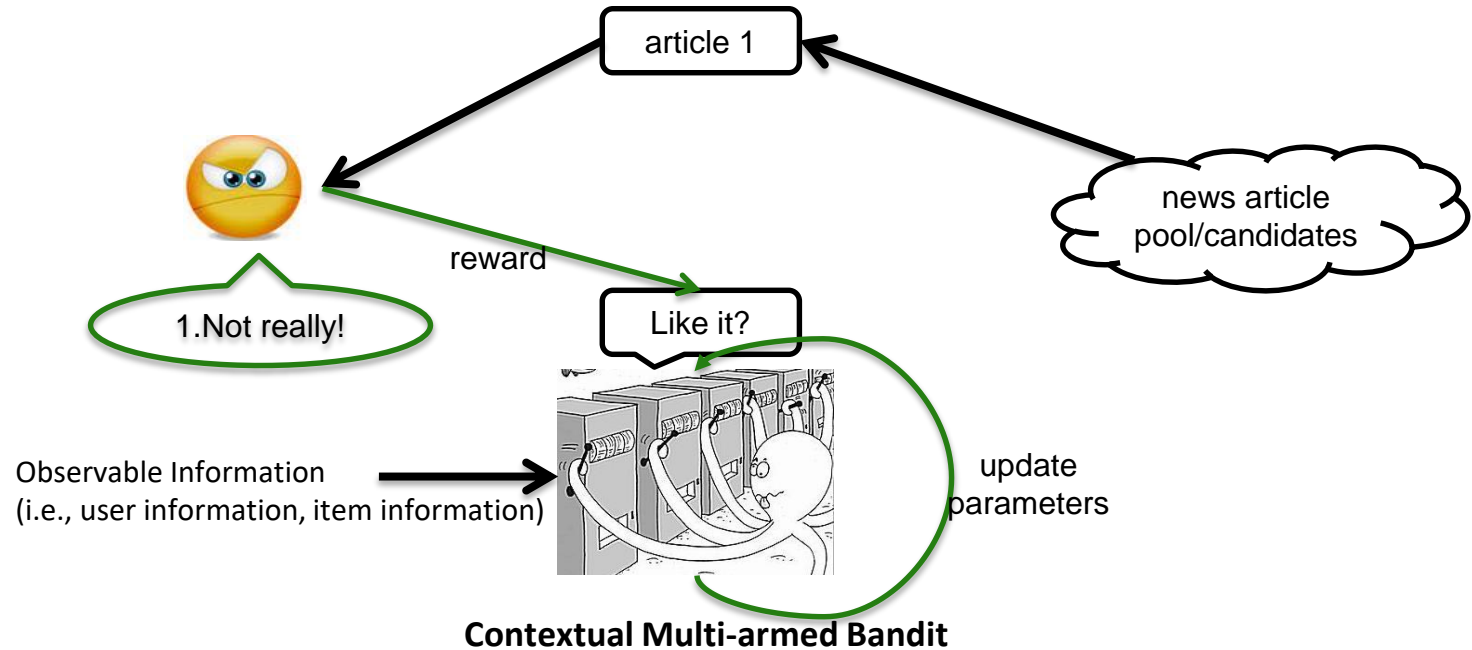 article 1
news article
pool/candidates
reward
1.Not really!
Like it?
Observable Information
(i.e., user information, item information)
update
parameters
Contextual Multi-armed Bandit